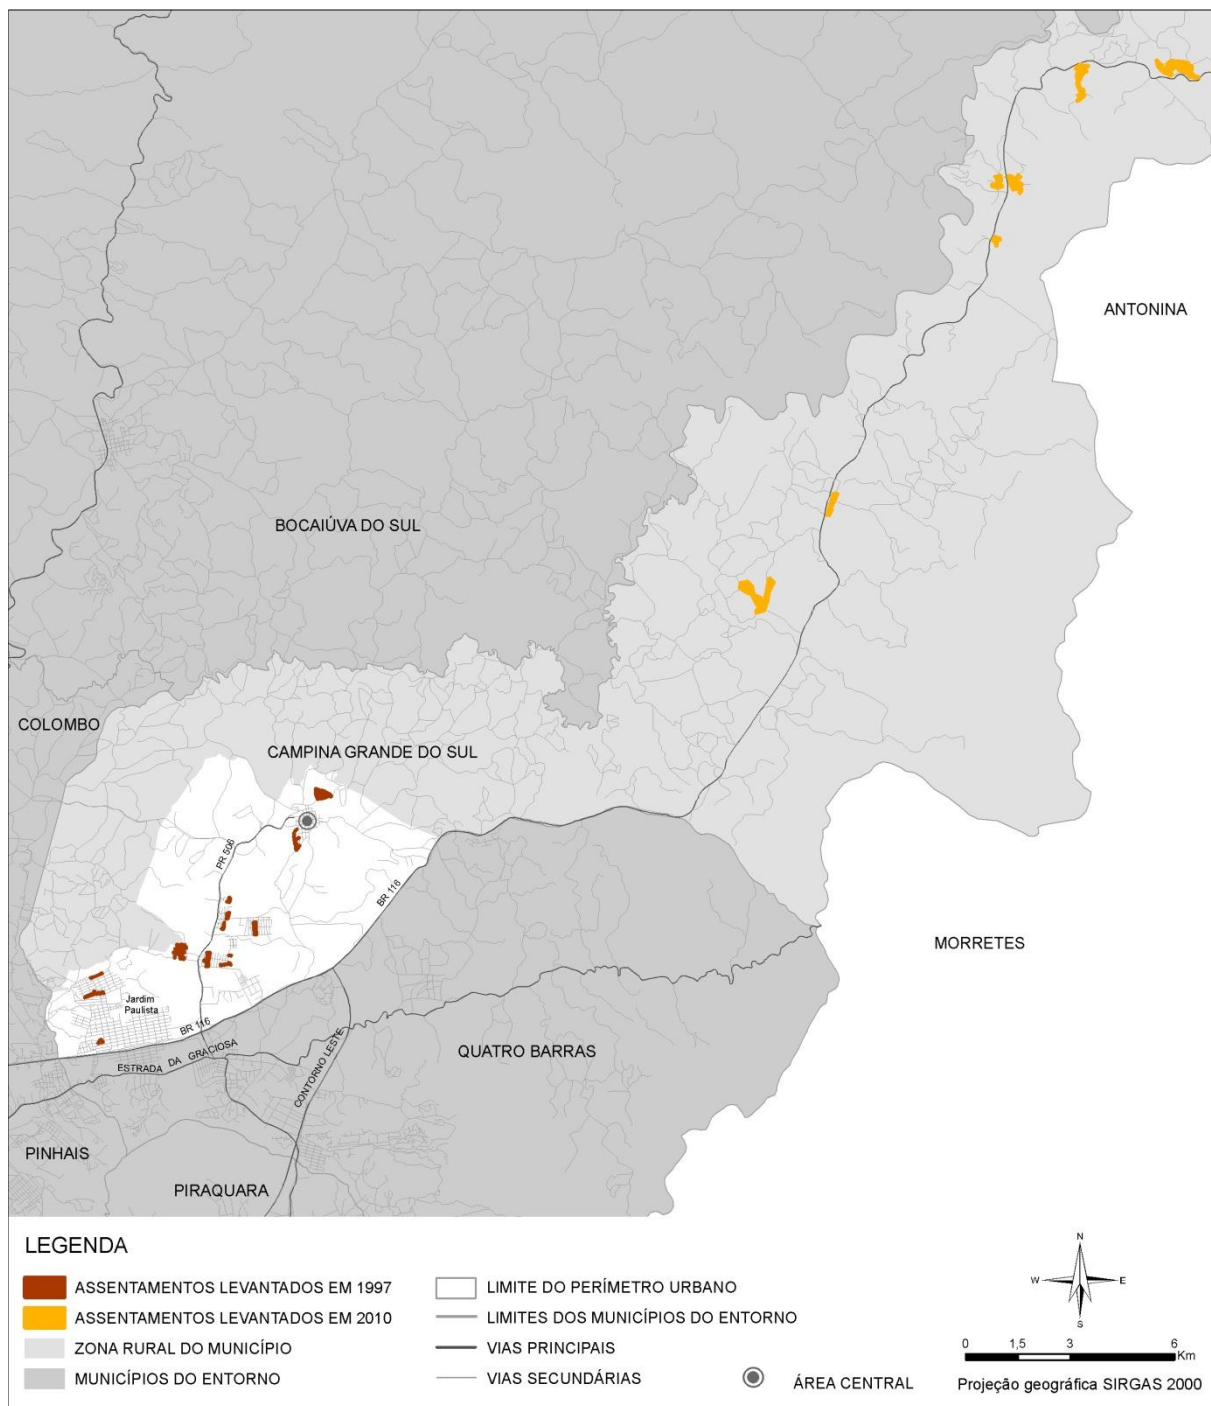 ANTONINA
BOCAIÚVA DO SUL
COLOMBO
CAMPINA GRANDE DO SUL
PR 506
BR 116
MORRETES
Jardim
Paulista
BR 116
ESTRADA DA GRACIOSA
CONTORNO LESTE
QUATRO BARRAS
PINHAIS
PIRAQUARA
LEGENDA
ASSENTAMENTOS LEVANTADOS EM 1997
ASSENTAMENTOS LEVANTADOS EM 2010
ZONA RURAL DO MUNICÍPIO
MUNICÍPIOS DO ENTORNO
LIMITE DO PERÍMETRO URBANO
LIMITES DOS MUNICÍPIOS DO ENTORNO
VIAS PRINCIPAIS
VIAS SECUNDÁRIAS
ÁREA CENTRAL
N
W E
S
0 1,5 3 6
Km
Projeção geográfica SIRGAS 2000